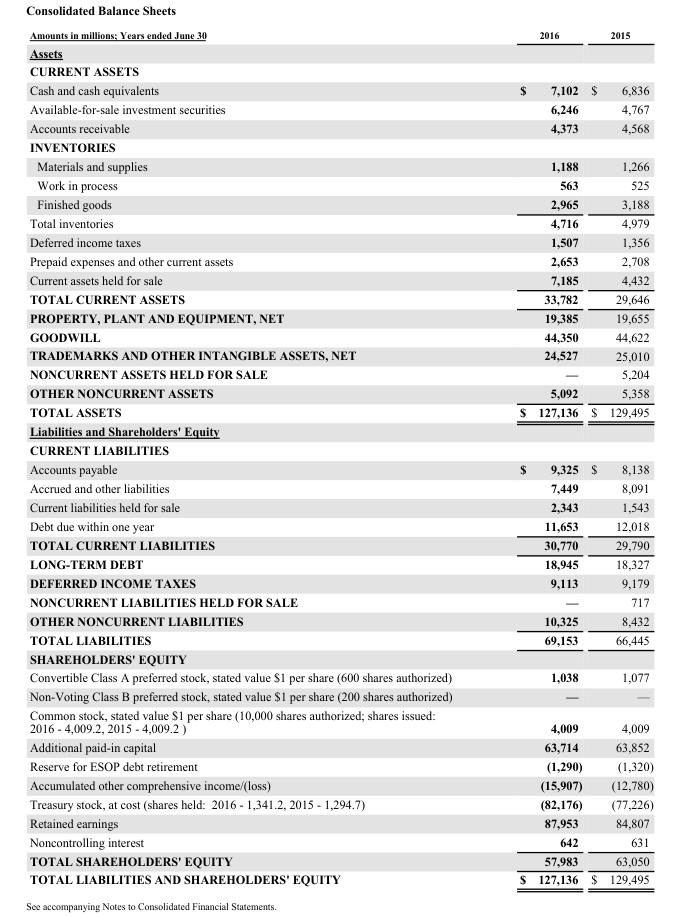 Consolidated Balance Sheets
Amounts in millions; Years ended June 30 2016 2015
Assets
CURRENT ASSETS
Cash and cash equivalents $ 7,102 $ 6,836
Available-for-sale investment securities 6,246 4,767
Accounts receivable 4,373 4,568
INVENTORIES
Materials and supplies 1,188 1,266
Work in process 563 525
Finished goods 2,965 3,188
Total inventories 4,716 4,979
Deferred income taxes 1,507 1,356
Prepaid expenses and other current assets 2,653 2,708
Current assets held for sale 7,185 4,432
TOTAL CURRENT ASSETS 33,782 29,646
PROPERTY, PLANT AND EQUIPMENT, NET 19,385 19,655
GOODWILL 44,350 44,622
TRADEMARKS AND OTHER INTANGIBLE ASSETS, NET 24,527 25,010
NONCURRENT ASSETS HELD FOR SALE — 5,204
OTHER NONCURRENT ASSETS 5,092 5,358
TOTAL ASSETS $ 127,136 $ 129,495
Liabilities and Shareholders' Equity
CURRENT LIABILITIES
Accounts payable $ 9,325 $ 8,138
Accrued and other liabilities 7,449 8,091
Current liabilities held for sale 2,343 1,543
Debt due within one year 11,653 12,018
TOTAL CURRENT LIABILITIES 30,770 29,790
LONG-TERM DEBT 18,945 18,327
DEFERRED INCOME TAXES 9,113 9,179
NONCURRENT LIABILITIES HELD FOR SALE — 717
OTHER NONCURRENT LIABILITIES 10,325 8,432
TOTAL LIABILITIES 69,153 66,445
SHAREHOLDERS' EQUITY
Convertible Class A preferred stock, stated value $1 per share (600 shares authorized) 1,038 1,077
Non-Voting Class B preferred stock, stated value $1 per share (200 shares authorized) — —
Common stock, stated value $1 per share (10,000 shares authorized; shares issued:
2016 - 4,009.2, 2015 - 4,009.2 ) 4,009 4,009
Additional paid-in capital 63,714 63,852
Reserve for ESOP debt retirement (1,290) (1,320)
Accumulated other comprehensive income/(loss) (15,907) (12,780)
Treasury stock, at cost (shares held: 2016 - 1,341.2, 2015 - 1,294.7) (82,176) (77,226)
Retained earnings 87,953 84,807
Noncontrolling interest 642 631
TOTAL SHAREHOLDERS' EQUITY 57,983 63,050
TOTAL LIABILITIES AND SHAREHOLDERS' EQUITY $ 127,136 $ 129,495
See accompanying Notes to Consolidated Financial Statements.